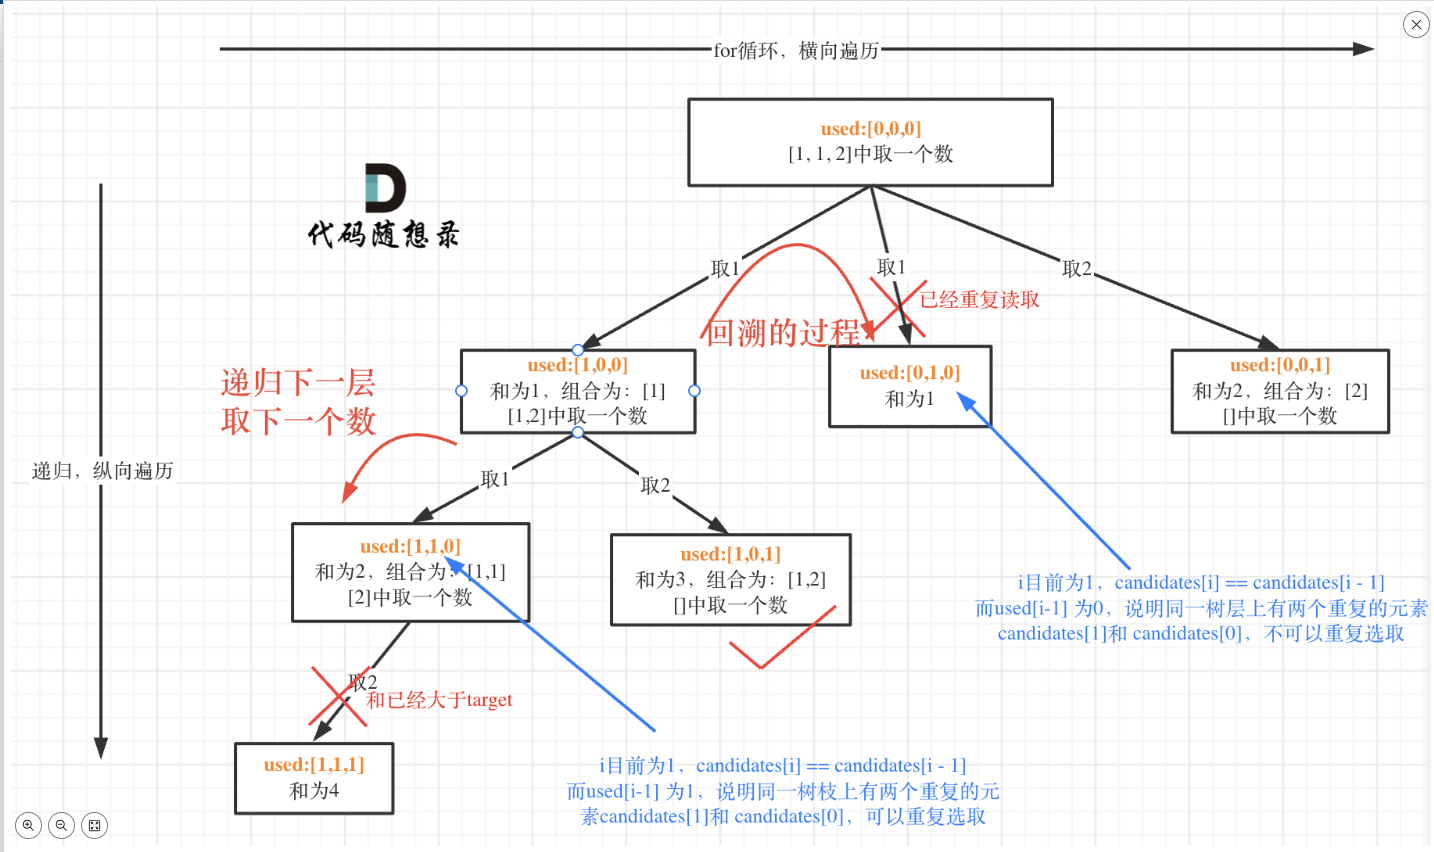 for循环，横向遍历
used:[0,0,0]
[1, 1, 2]中取一个数
代码随想录
取1
取1
取2
已经重复读取
回溯的过程
递归下一层
取下一个数
used:[1,0,0]
和为1，组合为：[1]
[1,2]中取一个数
used:[0,1,0]
和为1
used:[0,0,1]
和为2，组合为：[2]
[]中取一个数
递归，纵向遍历
取1
取2
used:[1,1,0]
和为2，组合为：[1,1]
[2]中取一个数
used:[1,0,1]
和为3，组合为：[1,2]
[]中取一个数
i目前为1，candidates[i] == candidates[i - 1]
而used[i-1] 为0，说明同一树层上有两个重复的元素
candidates[1]和 candidates[0]，不可以重复选取
取2
和已经大于target
used:[1,1,1]
和为4
i目前为1，candidates[i] == candidates[i - 1]
而used[i-1] 为1，说明同一树枝上有两个重复的元
素candidates[1]和 candidates[0]，可以重复选取